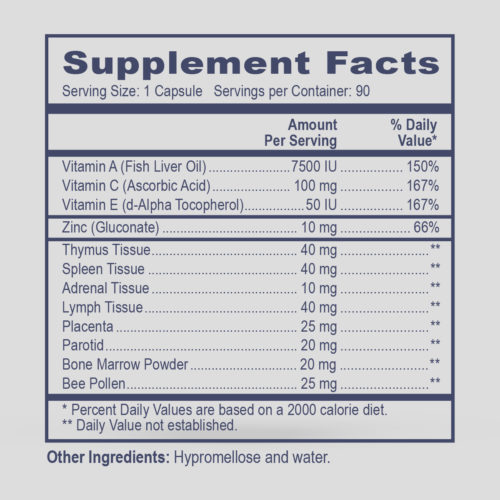 Supplement Facts
Serving Size: 1 Capsule Servings per Container: 90
Amount Per Serving % Daily Value*
Vitamin A (Fish Liver Oil) 7500 IU 150%
Vitamin C (Ascorbic Acid) 100 mg 167%
Vitamin E (d-Alpha Tocopherol) 50 IU 167%
Zinc (Gluconate) 10 mg 66%
Thymus Tissue 40 mg **
Spleen Tissue 40 mg **
Adrenal Tissue 10 mg **
Lymph Tissue 40 mg **
Placenta 25 mg **
Parotid 20 mg **
Bone Marrow Powder 20 mg **
Bee Pollen 25 mg **
* Percent Daily Values are based on a 2000 calorie diet.
** Daily Value not established.
Other Ingredients: Hypromellose and water.